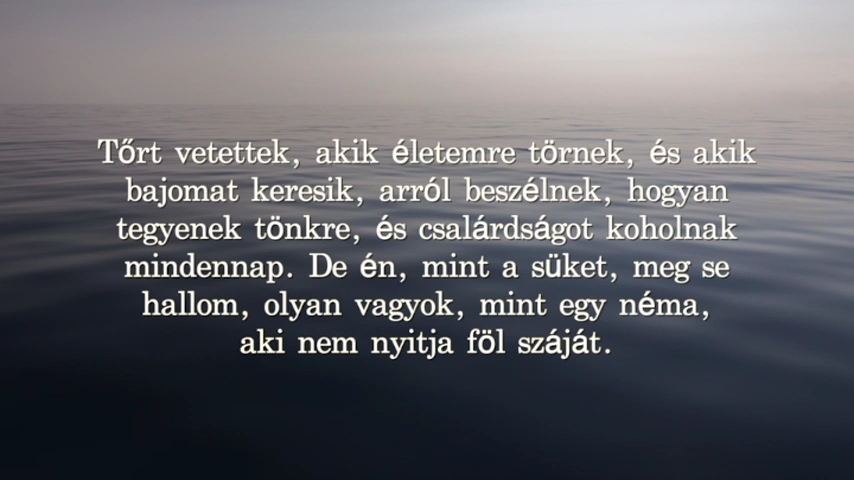 Tőrt vetettek, akik életemre törnek, és akik
bajomat keresik, arról beszélnek, hogyan
tegyenek tönkre, és csalárdságot koholnak
mindennap. De én, mint a süket, meg se
hallom, olyan vagyok, mint egy néma,
aki nem nyitja föl száját.